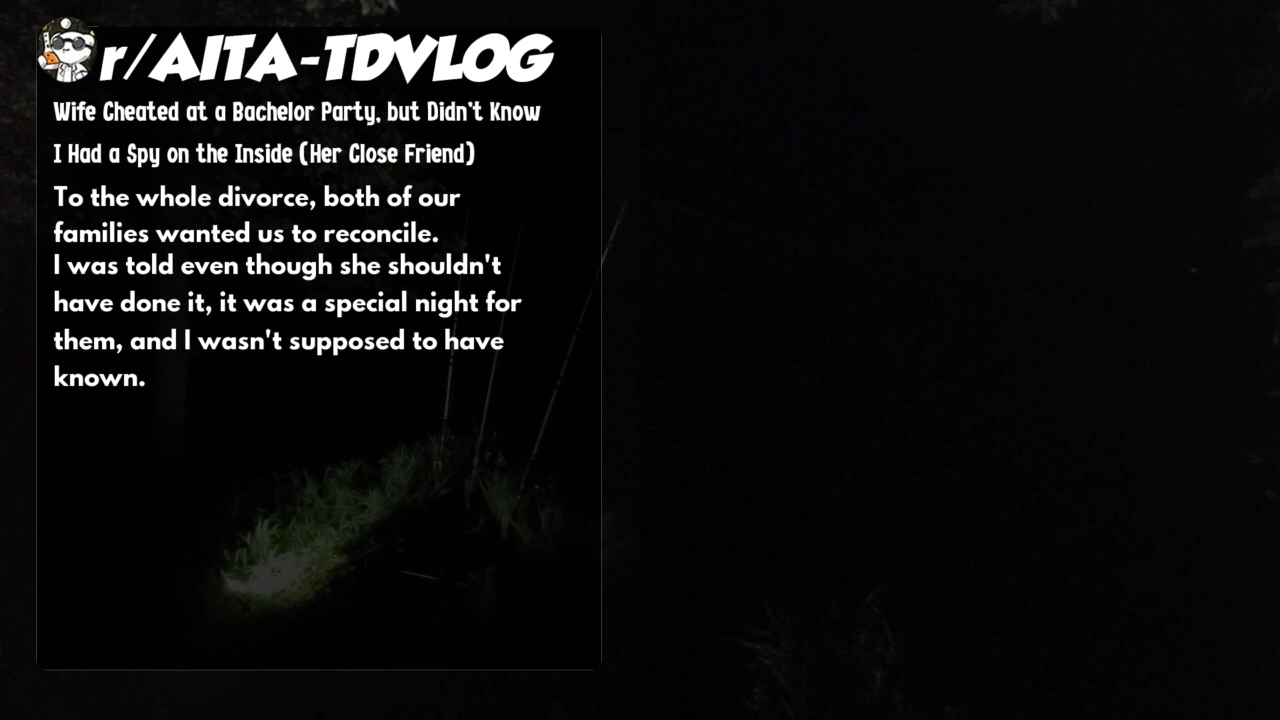 r/AITA-TDVLOG
Wife Cheated at a Bachelor Party, but Didn't Know
I Had a Spy on the Inside (Her Close Friend)
To the whole divorce, both of our
families wanted us to reconcile.
I was told even though she shouldn't
have done it, it was a special night for
them, and I wasn't supposed to have
known.